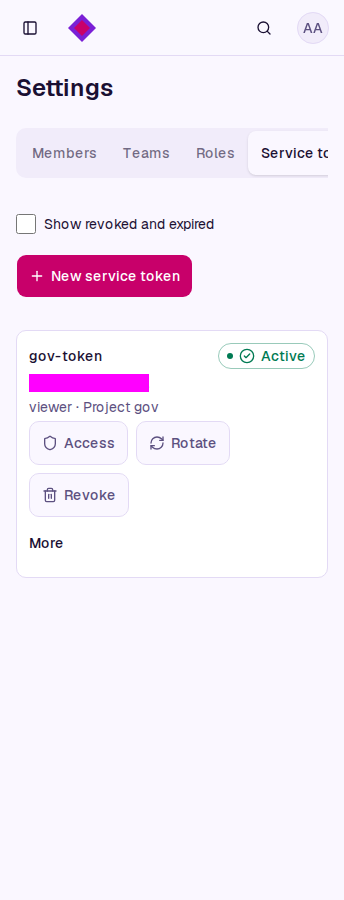 AA
Settings
Members Teams Roles Service to
Show revoked and expired
New service token
gov-token Active
viewer · Project gov
Access Rotate
Revoke
More